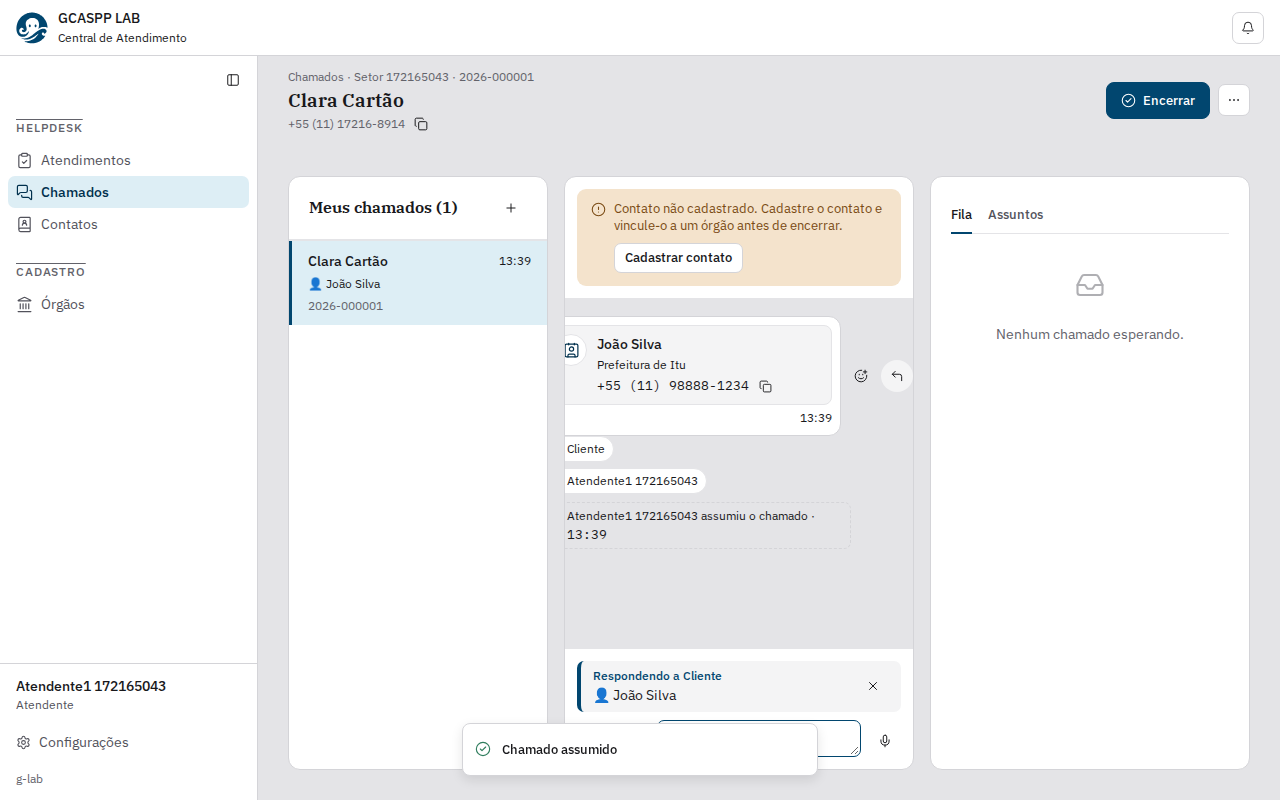 GCASPP LAB
Central de Atendimento
HELPDESK
Atendimentos
Chamados
Contatos
CADASTRO
Órgãos
Atendente1 172165043
Atendente
Configurações
g-lab
Chamados · Setor 172165043 · 2026-000001
Clara Cartão
+55 (11) 17216-8914
Encerrar
Meus chamados (1)
Clara Cartão
13:39
João Silva
2026-000001
Contato não cadastrado. Cadastre o contato e
vincule-o a um órgão antes de encerrar.
Cadastrar contato
João Silva
Prefeitura de Itu
+55 (11) 98888-1234
13:39
Cliente
Atendente1 172165043
Atendente1 172165043 assumiu o chamado ·
13:39
Respondendo a Cliente
João Silva
Chamado assumido
Fila
Assuntos
Nenhum chamado esperando.